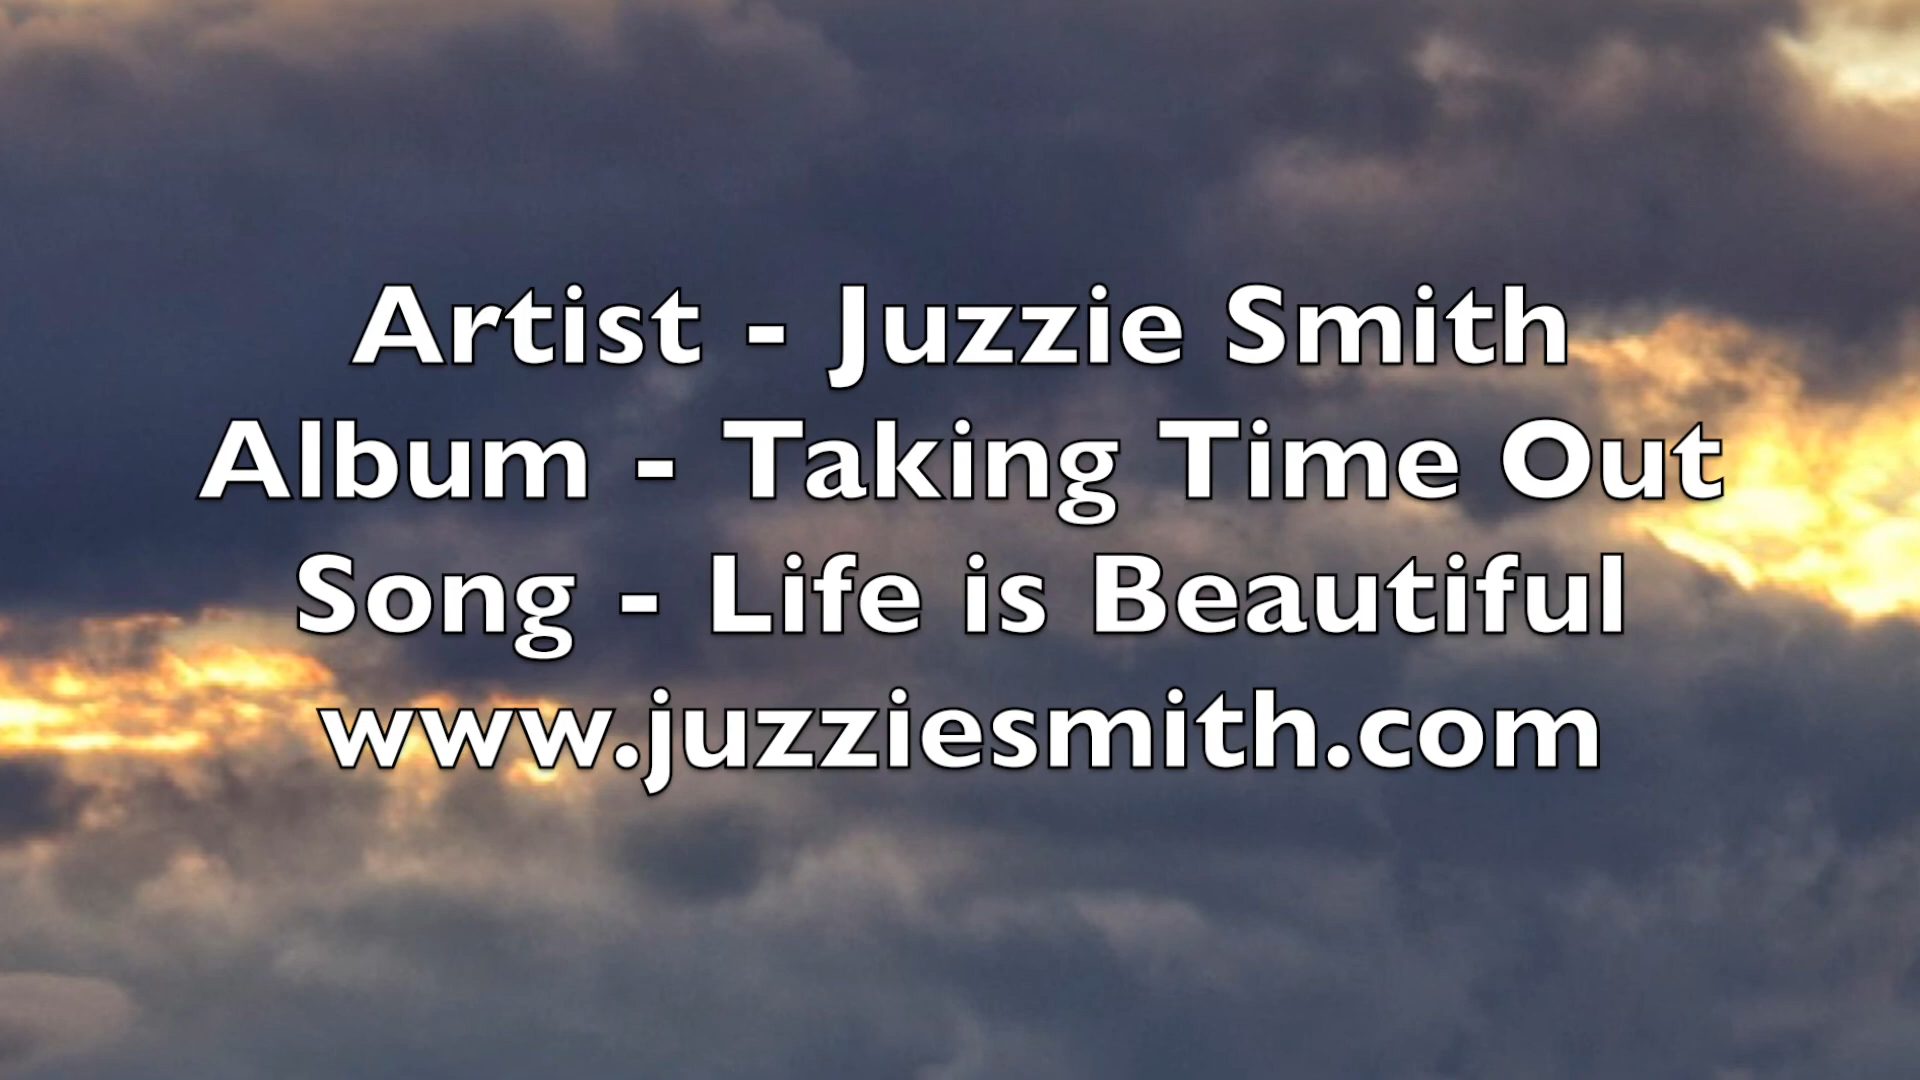 Artist - Juzzie Smith
Album - Taking Time Out
Song - Life is Beautiful
www.juzziesmith.com